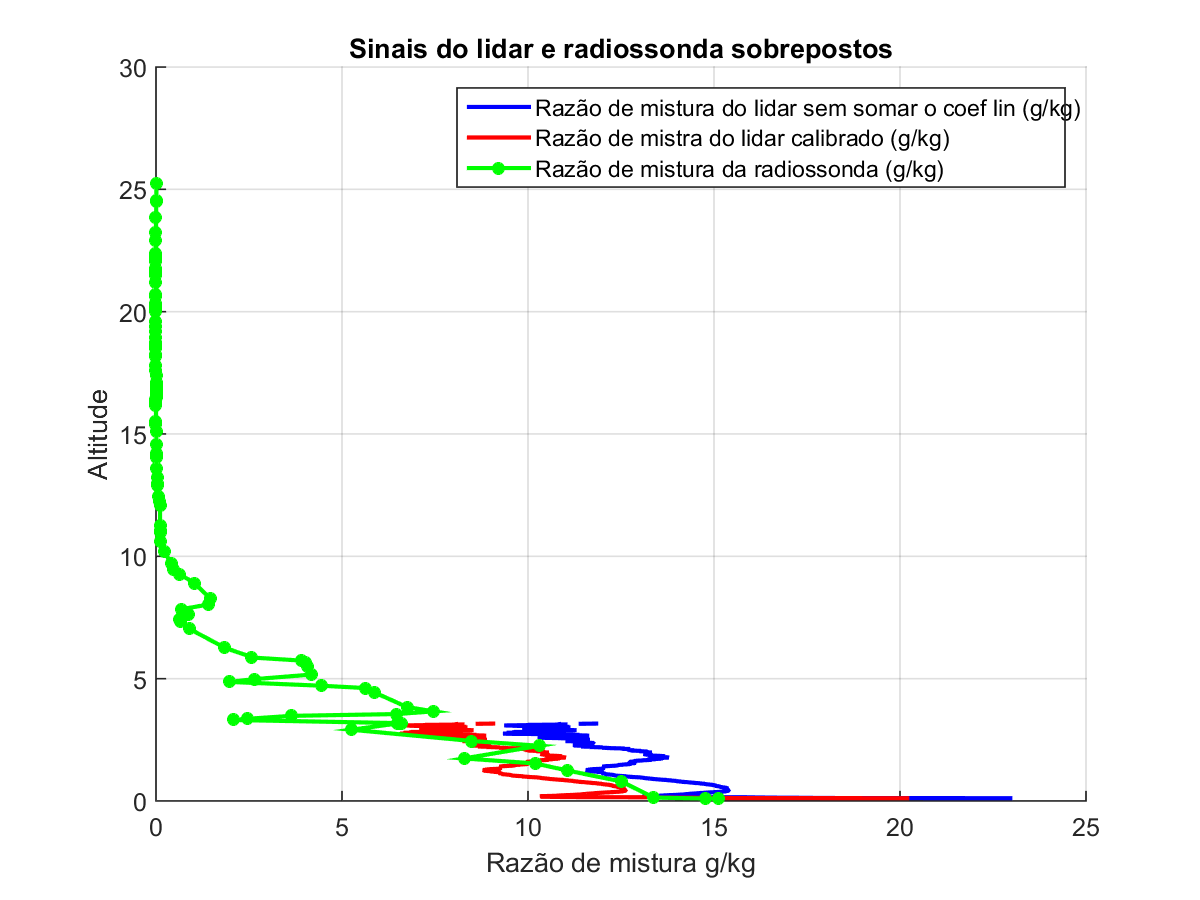 Sinais do lidar e radiossonda sobrepostos
30
25
20
15
10
5
0
Altitude
Razão de mistura do lidar sem somar o coef lin (g/kg)
Razão de mistra do lidar calibrado (g/kg)
Razão de mistura da radiossonda (g/kg)
0 5 10 15 20 25
Razão de mistura g/kg